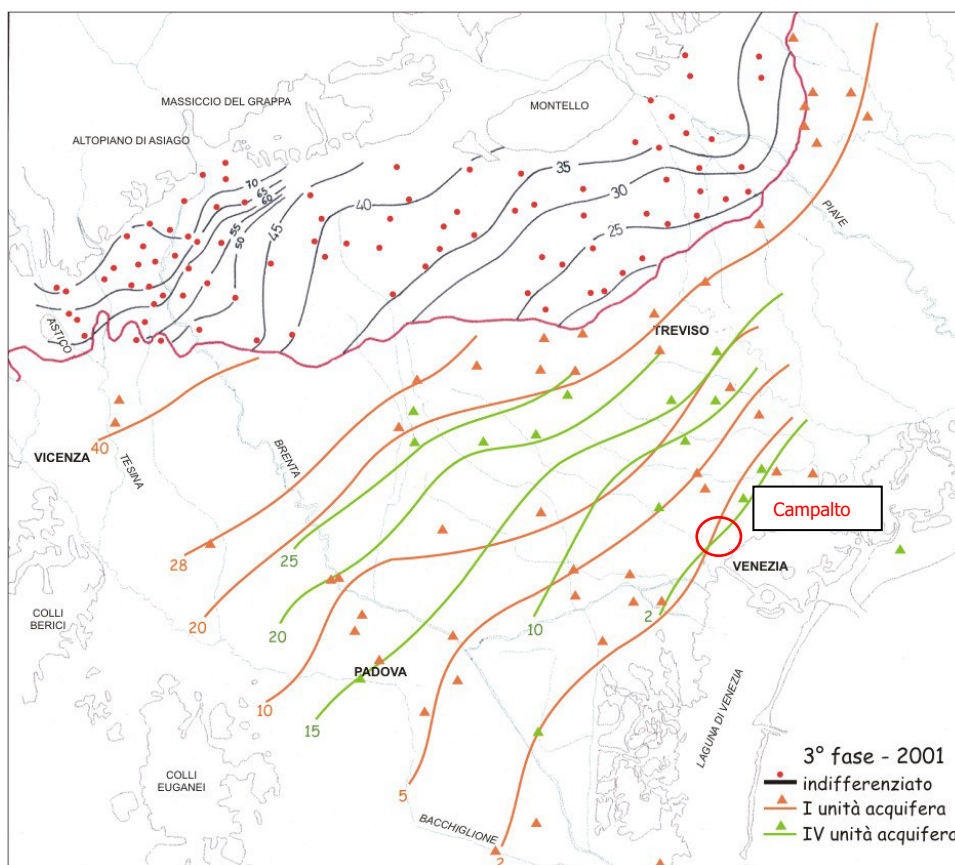 MASSICCIO DEL GRAPPA
MONTELLO
ALTOPIANO DI ASIAGO
70
65
60
55
50
45
40
35
30
25
PIAVE
ASTICO
TREVISO
VICENZA
40
TESINA
BRENTA
28
25
20
20
Campalto
VENEZIA
COLLI
BERICI
10
2
PADOVA
10
15
COLLI
EUGANEI
5
BACCHIGLIONE
2
LAGUNA DI VENEZIA
3° fase - 2001
indifferenziato
I unità acquifera
IV unità acquifera